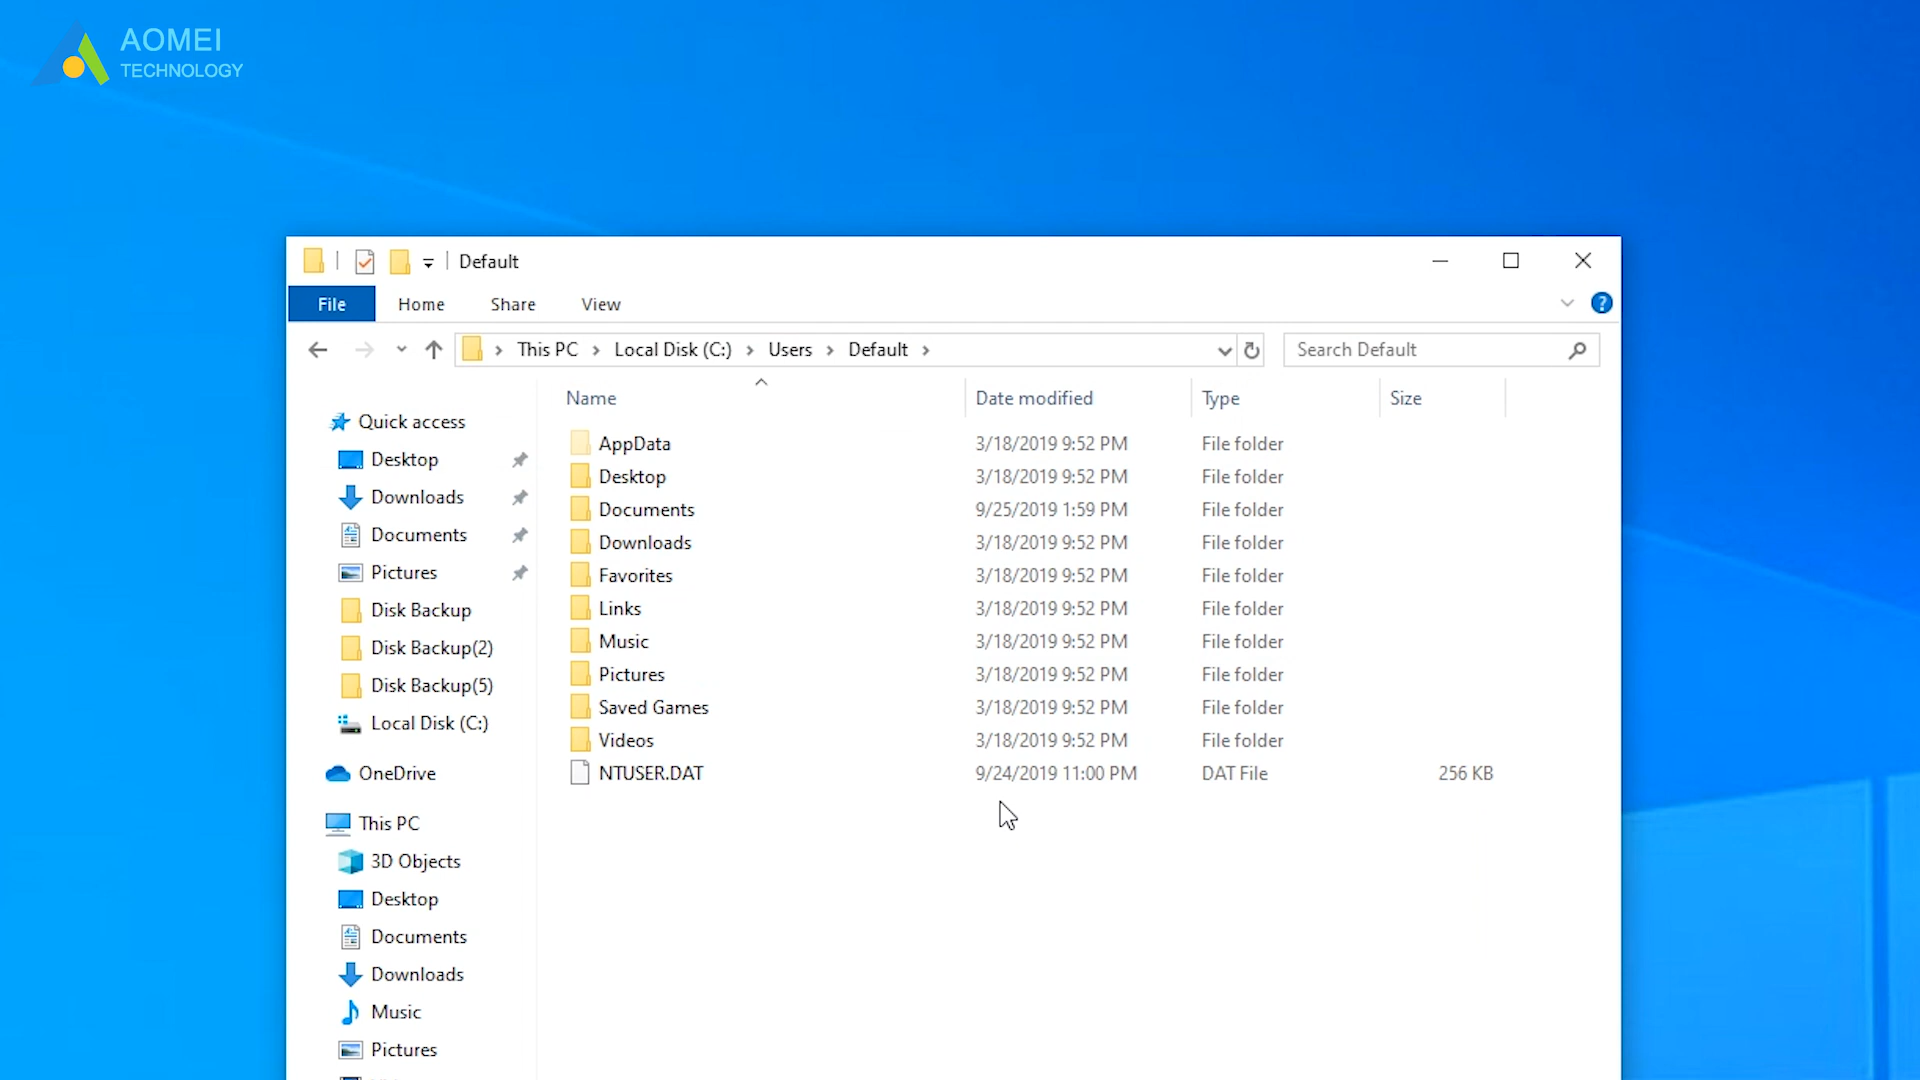 AOMEI
TECHNOLOGY
Default
File Home Share View
This PC Local Disk (C:) Users Default
Search Default
Name Date modified Type Size
Quick access
Desktop
Downloads
Documents
Pictures
Disk Backup
Disk Backup(2)
Disk Backup(5)
Local Disk (C:)
OneDrive
This PC
3D Objects
Desktop
Documents
Downloads
Music
Pictures
AppData 3/18/2019 9:52 PM File folder
Desktop 3/18/2019 9:52 PM File folder
Documents 9/25/2019 1:59 PM File folder
Downloads 3/18/2019 9:52 PM File folder
Favorites 3/18/2019 9:52 PM File folder
Links 3/18/2019 9:52 PM File folder
Music 3/18/2019 9:52 PM File folder
Pictures 3/18/2019 9:52 PM File folder
Saved Games 3/18/2019 9:52 PM File folder
Videos 3/18/2019 9:52 PM File folder
NTUSER.DAT 9/24/2019 11:00 PM DAT File 256 KB